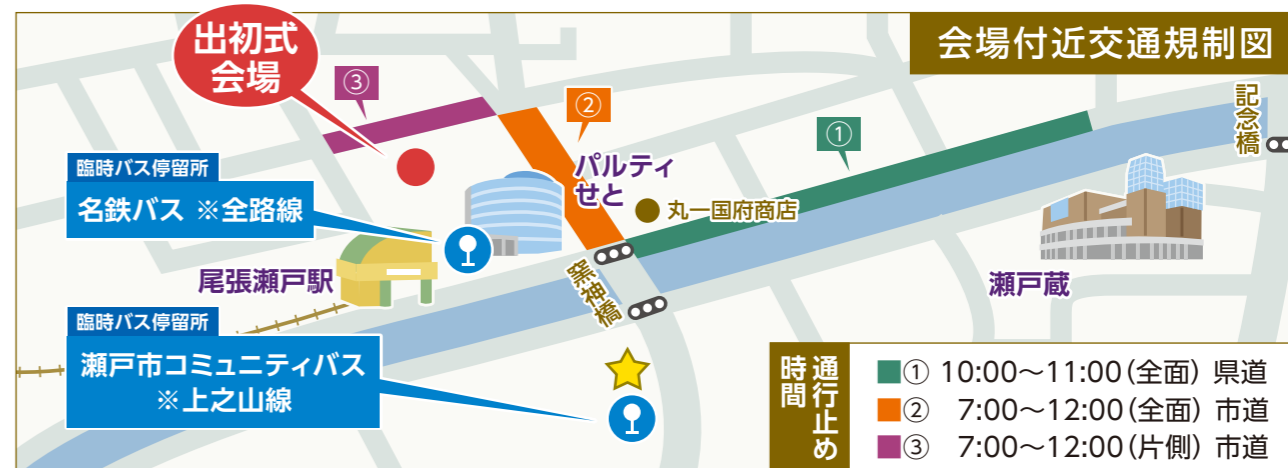 会場付近交通規制図
出初式
会場
③
②
①
記念橋
臨時バス停留所
名鉄バス ※全路線
パルティ
せと
丸一国府商店
尾張瀬戸駅
窯神橋
瀬戸蔵
臨時バス停留所
瀬戸市コミュニティバス
※上之山線
通行止め
時間
① 10:00～11:00(全面) 県道
② 7:00～12:00(全面) 市道
③ 7:00～12:00(片側) 市道